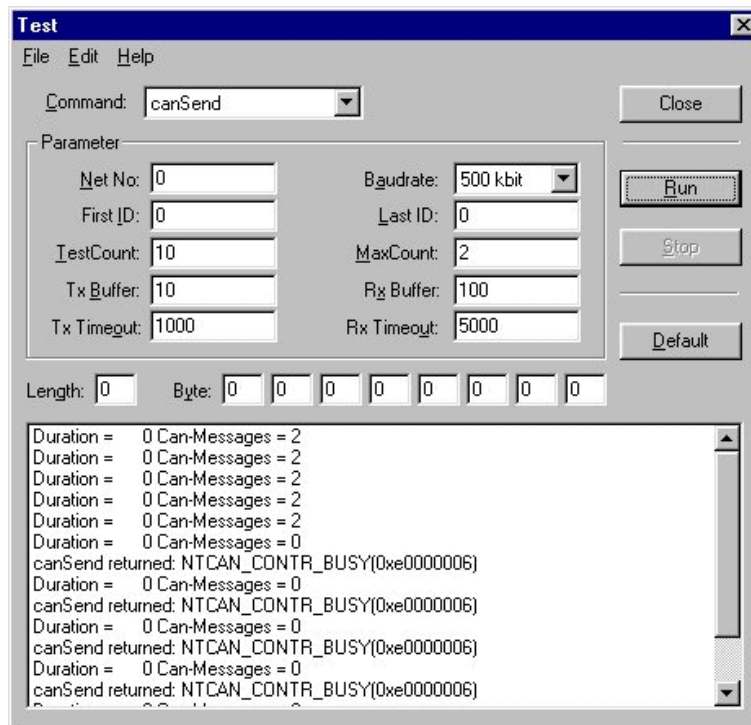 Test
File Edit Help
Command: canSend
Close
Parameter
Net No: 0 Baudrate: 500 kbit
Run
First ID: 0 Last ID: 0
TestCount: 10 MaxCount: 2
Stop
Tx Buffer: 10 Rx Buffer: 100
Tx Timeout: 1000 Rx Timeout: 5000
Default
Length: 0 Byte: 0 0 0 0 0 0 0 0
Duration = 0 Can-Messages = 2
Duration = 0 Can-Messages = 2
Duration = 0 Can-Messages = 2
Duration = 0 Can-Messages = 2
Duration = 0 Can-Messages = 2
Duration = 0 Can-Messages = 0
canSend returned: NTCAN_CONTR_BUSY(0xe0000006)
Duration = 0 Can-Messages = 0
canSend returned: NTCAN_CONTR_BUSY(0xe0000006)
Duration = 0 Can-Messages = 0
canSend returned: NTCAN_CONTR_BUSY(0xe0000006)
Duration = 0 Can-Messages = 0
canSend returned: NTCAN_CONTR_BUSY(0xe0000006)